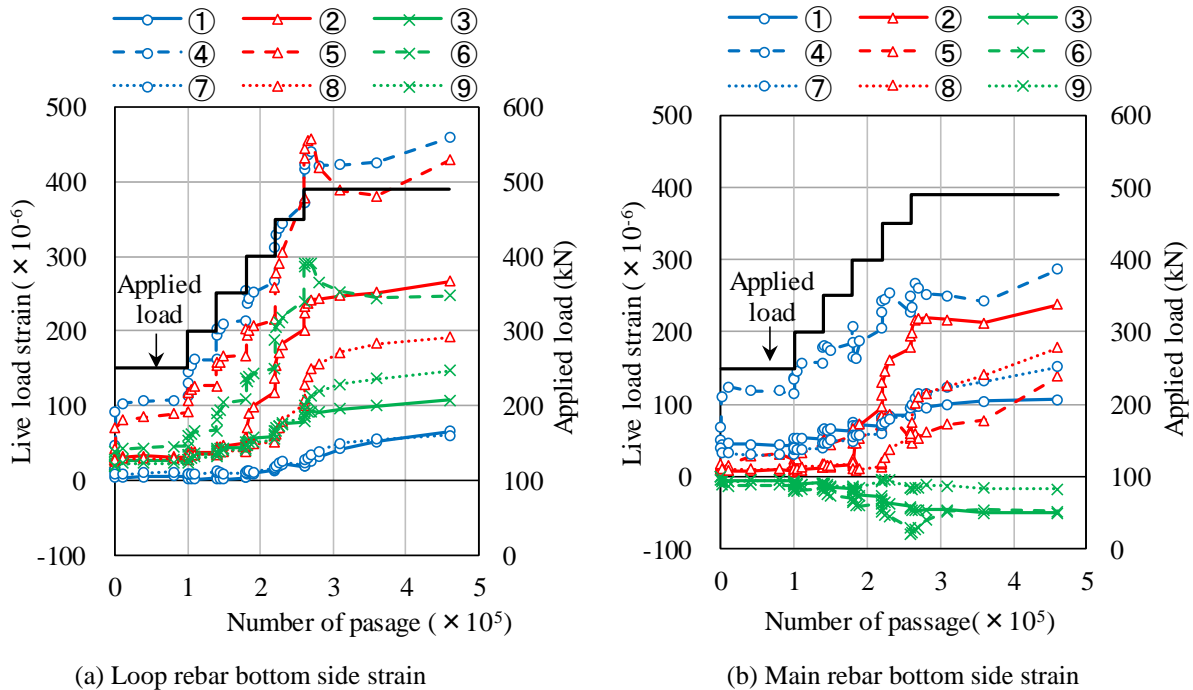 ① ② ③
④ ⑤ ⑥
⑦ ⑧ ⑨
500
400
300
200
100
0
-100
Live load strain ( × 10⁻⁶)
Applied
load
600
500
400
300
200
100
0
Applied load (kN)
0 1 2 3 4 5
Number of pasage ( × 10⁵)
(a) Loop rebar bottom side strain
① ② ③
④ ⑤ ⑥
⑦ ⑧ ⑨
500
400
300
200
100
0
-100
Live load strain ( × 10⁻⁶)
Applied
load
600
500
400
300
200
100
0
Applied load (kN)
0 1 2 3 4 5
Number of passage( × 10⁵)
(b) Main rebar bottom side strain